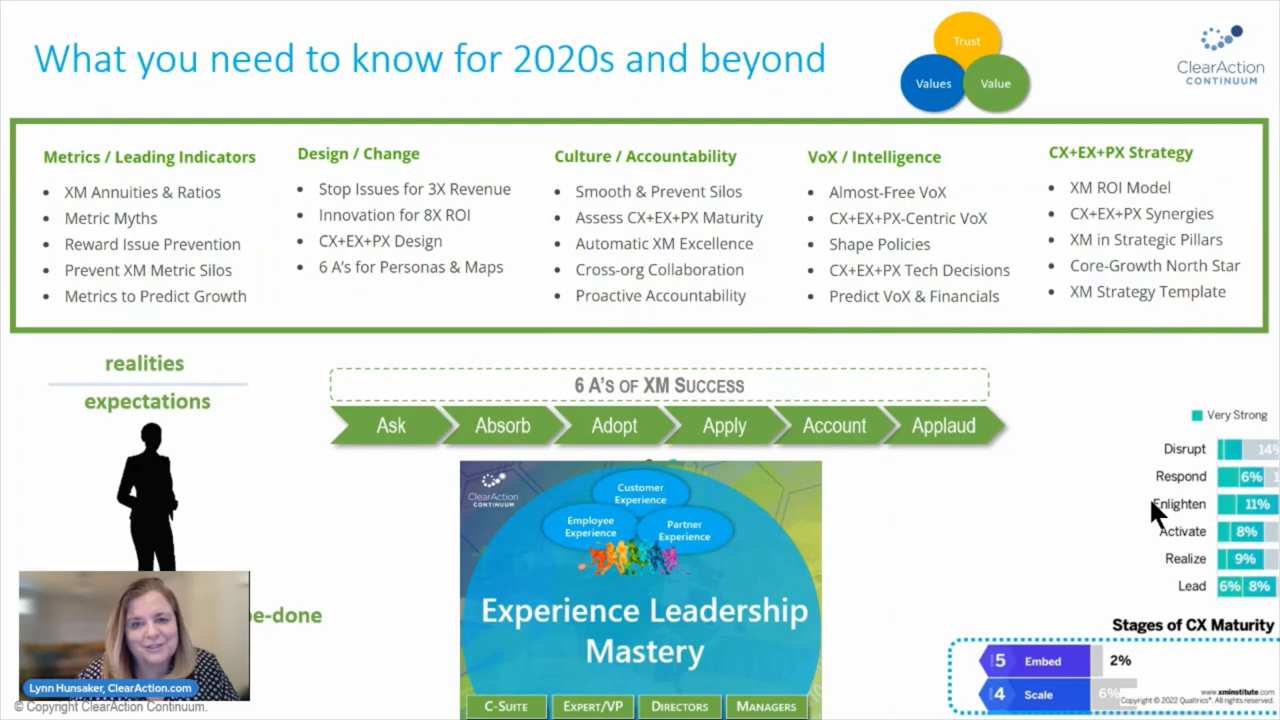 What you need to know for 2020s and beyond
Trust
Values
Value
ClearAction
CONTINUUM
Metrics / Leading Indicators
XM Annuities & Ratios
Metric Myths
Reward Issue Prevention
Prevent XM Metric Silos
Metrics to Predict Growth
Design / Change
Stop Issues for 3X Revenue
Innovation for 8X ROI
CX+EX+PX Design
6 A's for Personas & Maps
Culture / Accountability
Smooth & Prevent Silos
Assess CX+EX+PX Maturity
Automatic XM Excellence
Cross-org Collaboration
Proactive Accountability
VoX / Intelligence
Almost-Free VoX
CX+EX+PX-Centric VoX
Shape Policies
CX+EX+PX Tech Decisions
Predict VoX & Financials
CX+EX+PX Strategy
XM ROI Model
CX+EX+PX Synergies
XM in Strategic Pillars
Core-Growth North Star
XM Strategy Template
realities
expectations
e-done
6 A's of XM Success
Ask
Absorb
Adopt
Apply
Account
Applaud
ClearAction
CONTINUUM
Customer
Experience
Employee
Experience
Partner
Experience
Experience Leadership
Mastery
C-Suite
Expert/VP
Directors
Managers
Very Strong
Disrupt 14%
Respond 6%
Enlighten 11%
Activate 8%
Realize 9%
Lead 6% 8%
Stages of CX Maturity
5 Embed 2%
4 Scale 6%
www.xminstitute.com
Copyright © 2022 Qualtrics®. All rights reserved.
Lynn Hunsaker, ClearAction.com
© Copyright ClearAction Continuum.